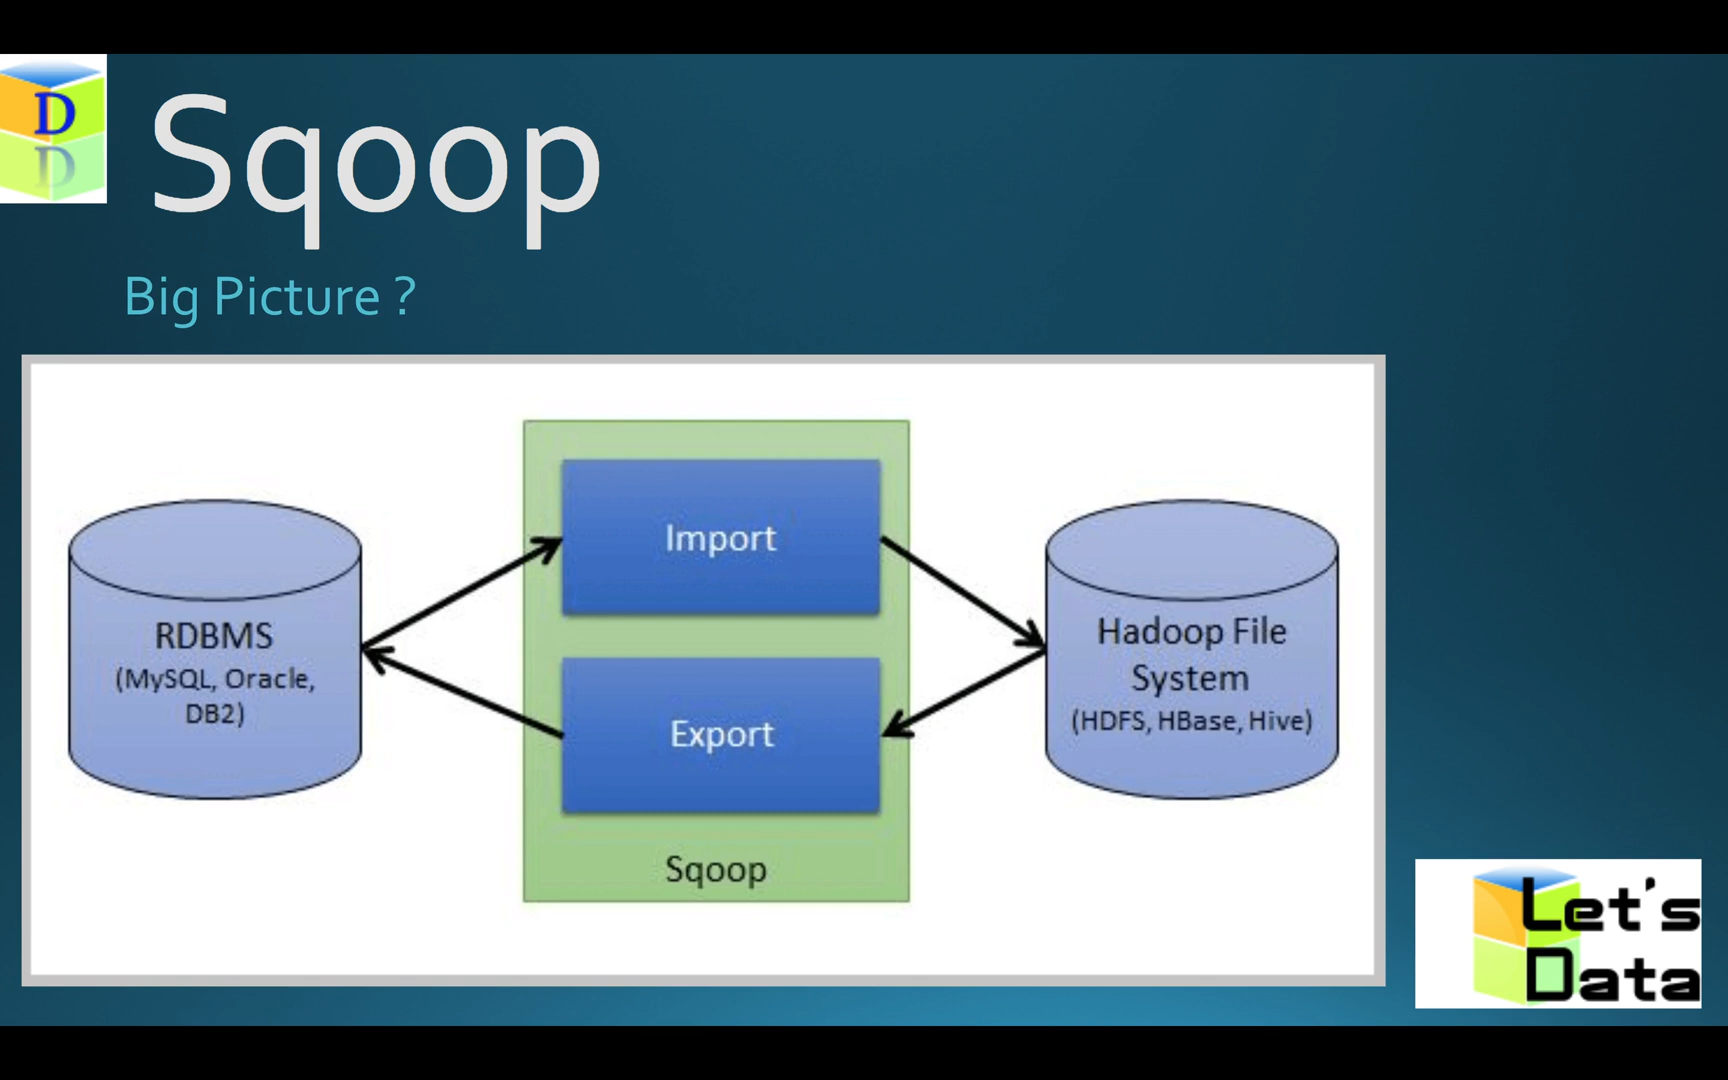 D
D
Sqoop
Big Picture ?
Import
RDBMS
(MySQL, Oracle,
DB2)
Hadoop File
System
(HDFS, HBase, Hive)
Export
Sqoop
Let's
Data